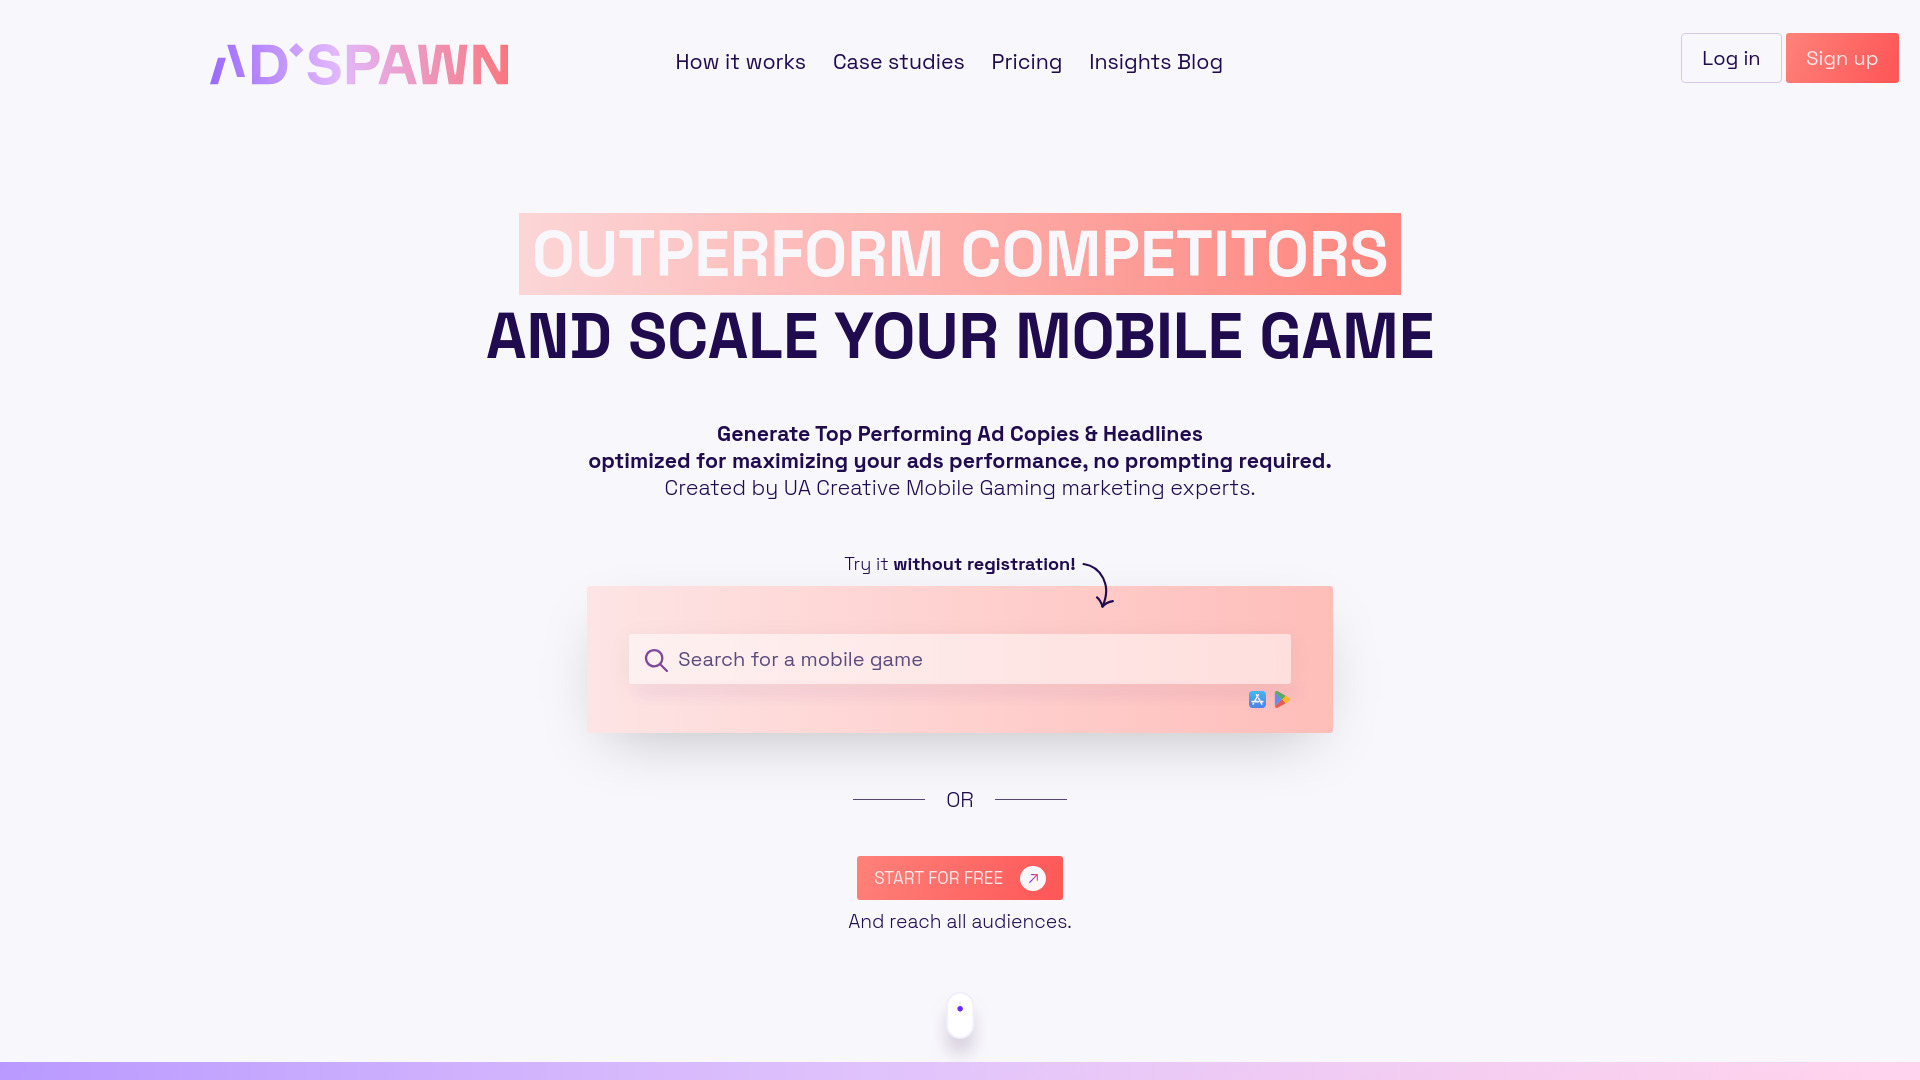 AD'SPAWN
How it works
Case studies
Pricing
Insights Blog
Log in
Sign up
OUTPERFORM COMPETITORS
AND SCALE YOUR MOBILE GAME
Generate Top Performing Ad Copies & Headlines
optimized for maximizing your ads performance, no prompting required.
Created by UA Creative Mobile Gaming marketing experts.
Try it without registration!
Search for a mobile game
OR
START FOR FREE
And reach all audiences.